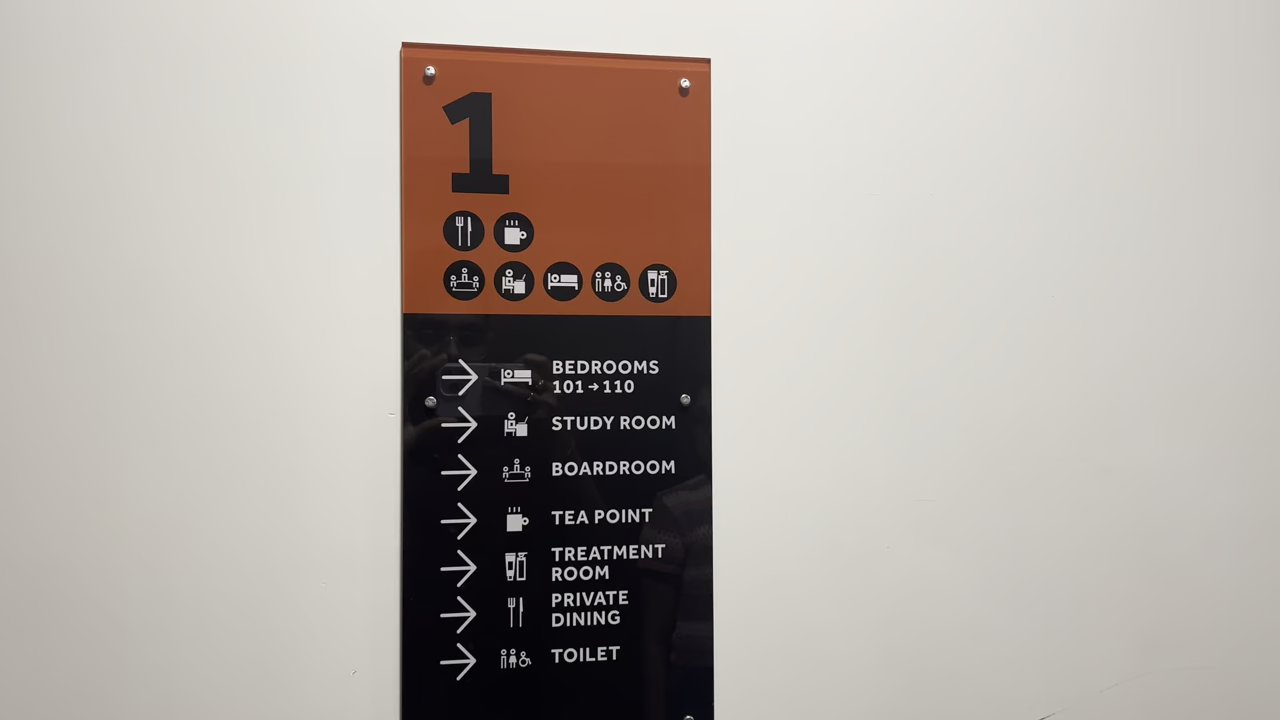 1
BEDROOMS
101→110
STUDY ROOM
BOARDROOM
TEA POINT
TREATMENT
ROOM
PRIVATE
DINING
TOILET